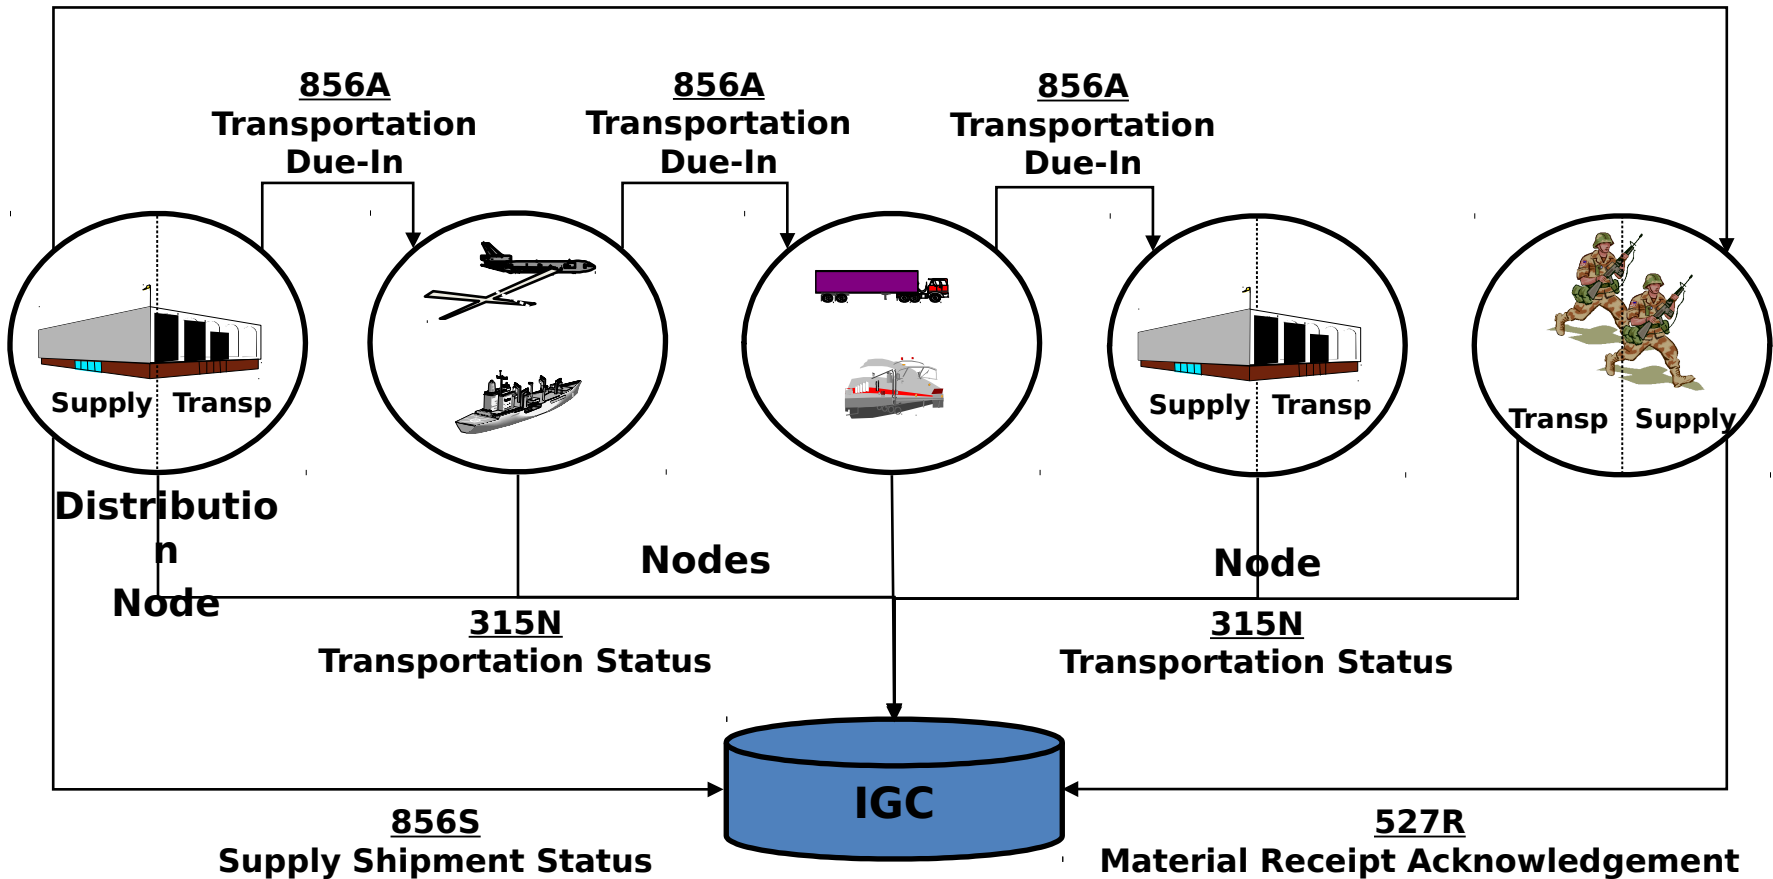 856A
Transportation
Due-In
856A
Transportation
Due-In
856A
Transportation
Due-In
Supply Transp
Supply Transp
Transp Supply
Distributio
n
Node
Nodes
Node
315N
Transportation Status
315N
Transportation Status
IGC
856S
Supply Shipment Status
527R
Material Receipt Acknowledgement